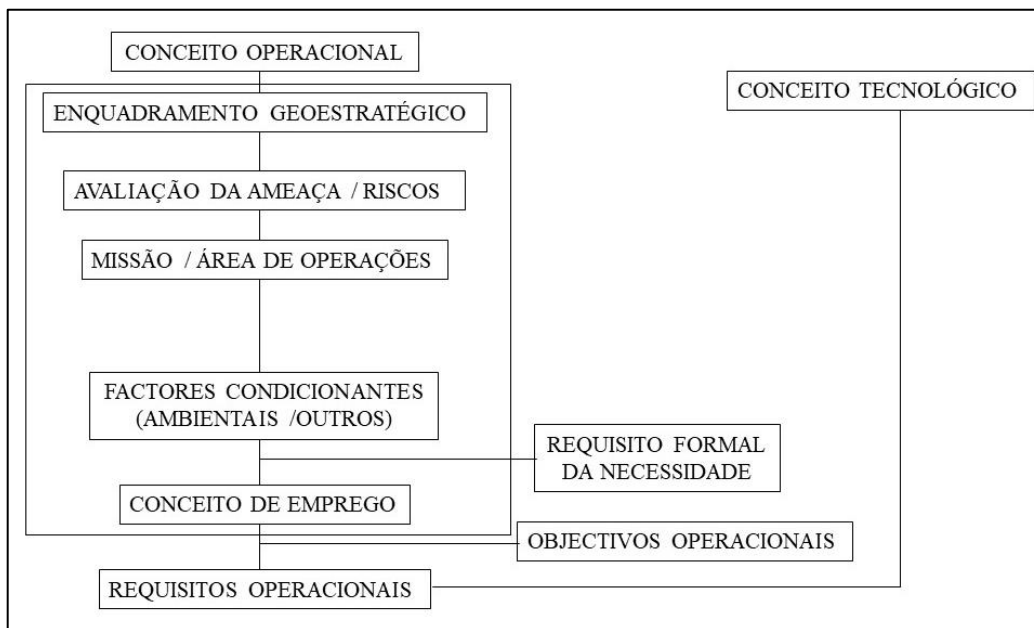 CONCEITO OPERACIONAL
CONCEITO TECNOLÓGICO
ENQUADRAMENTO GEOESTRATÉGICO
AVALIAÇÃO DA AMEAÇA / RISCOS
MISSÃO / ÁREA DE OPERAÇÕES
FACTORES CONDICIONANTES
(AMBIENTAIS /OUTROS)
REQUISITO FORMAL
DA NECESSIDADE
CONCEITO DE EMPREGO
OBJECTIVOS OPERACIONAIS
REQUISITOS OPERACIONAIS